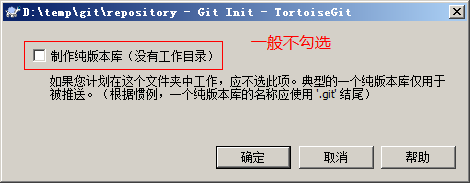 D:\temp\git\repository - Git Init - TortoiseGit
一般不勾选
制作纯版本库（没有工作目录）
如果您计划在这个文件夹中工作，应不选此项。典型的一个纯版本库仅用于
被推送。（根据惯例，一个纯版本库的名称应使用 '.git' 结尾）
确定 取消 帮助